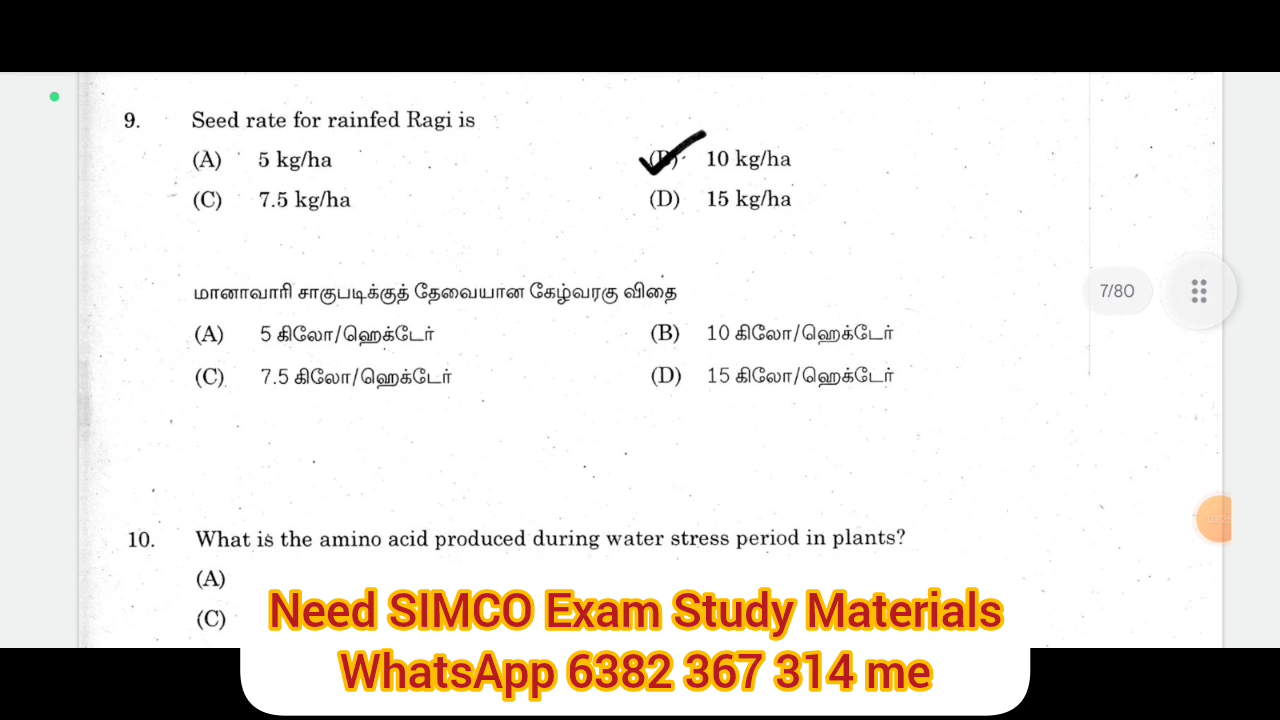 9. Seed rate for rainfed Ragi is
(A) 5 kg/ha (B) 10 kg/ha
(C) 7.5 kg/ha (D) 15 kg/ha
மானாவாரி சாகுபடிக்குத் தேவையான கேழ்வரகு விதை
(A) 5 கிலோ/ஹெக்டேர் (B) 10 கிலோ/ஹெக்டேர்
(C) 7.5 கிலோ/ஹெக்டேர் (D) 15 கிலோ/ஹெக்டேர்
7/80
10. What is the amino acid produced during water stress period in plants?
(A)
(C)
Need SIMCO Exam Study Materials
WhatsApp 6382 367 314 me